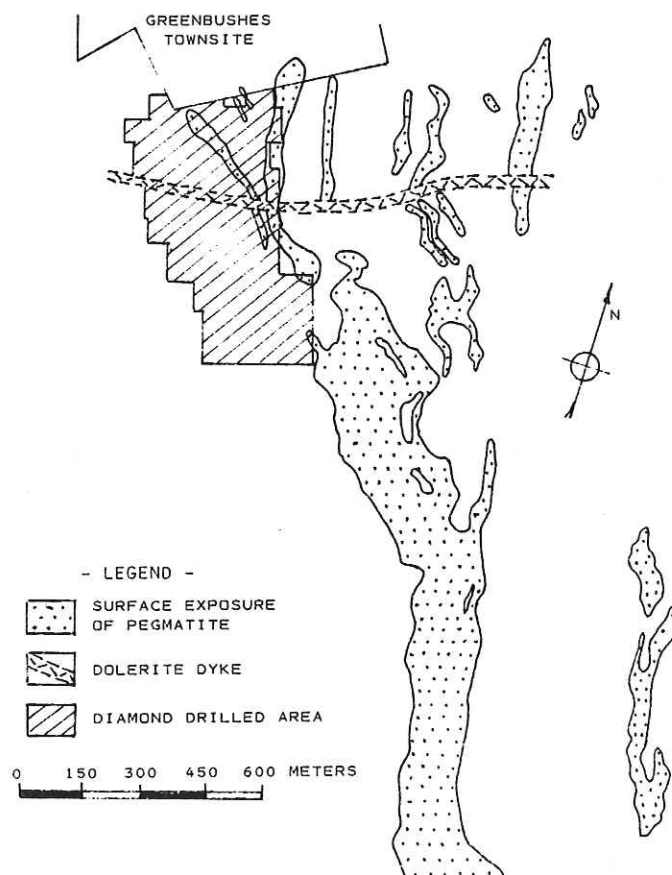 GREENBUSHES
TOWNSITE
N
- LEGEND -
SURFACE EXPOSURE
OF PEGMATITE
DOLERITE DYKE
DIAMOND DRILLED AREA
0 150 300 450 600 METERS